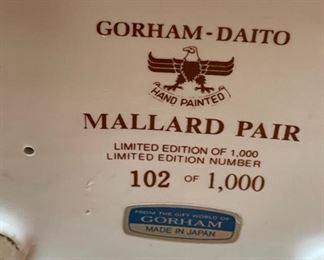 GORHAM-DAITO
HAND PAINTED
MALLARD PAIR
LIMITED EDITION OF 1,000
LIMITED EDITION NUMBER
102 OF 1,000
FROM THE GIFT WORLD OF
GORHAM
MADE IN JAPAN